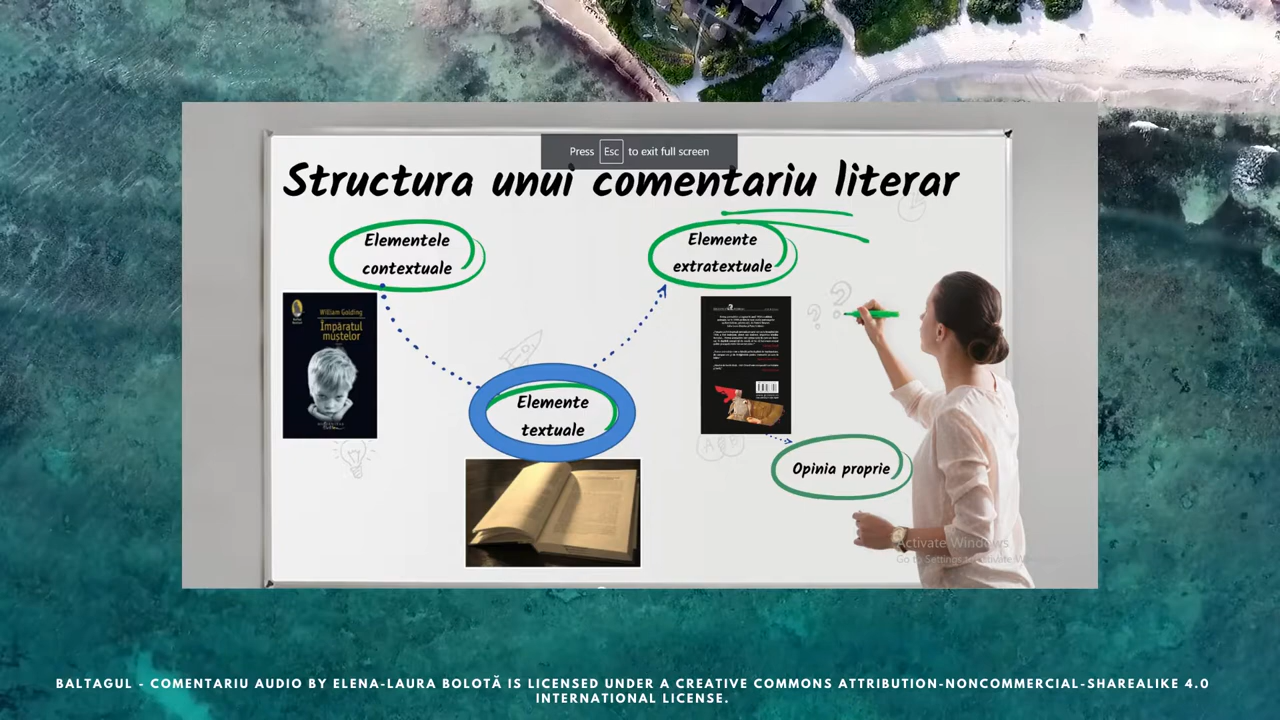 Press Esc to exit full screen
Structura unui comentariu literar
Elementele
contextuale
Elemente
extratextuale
William Golding
Împăratul
muștelor
Elemente
textuale
Opinia proprie
Activate Windows
BALTAGUL - COMENTARIU AUDIO BY ELENA-LAURA BOLOTĂ IS LICENSED UNDER A CREATIVE COMMONS ATTRIBUTION-NONCOMMERCIAL-SHAREALIKE 4.0
INTERNATIONAL LICENSE.